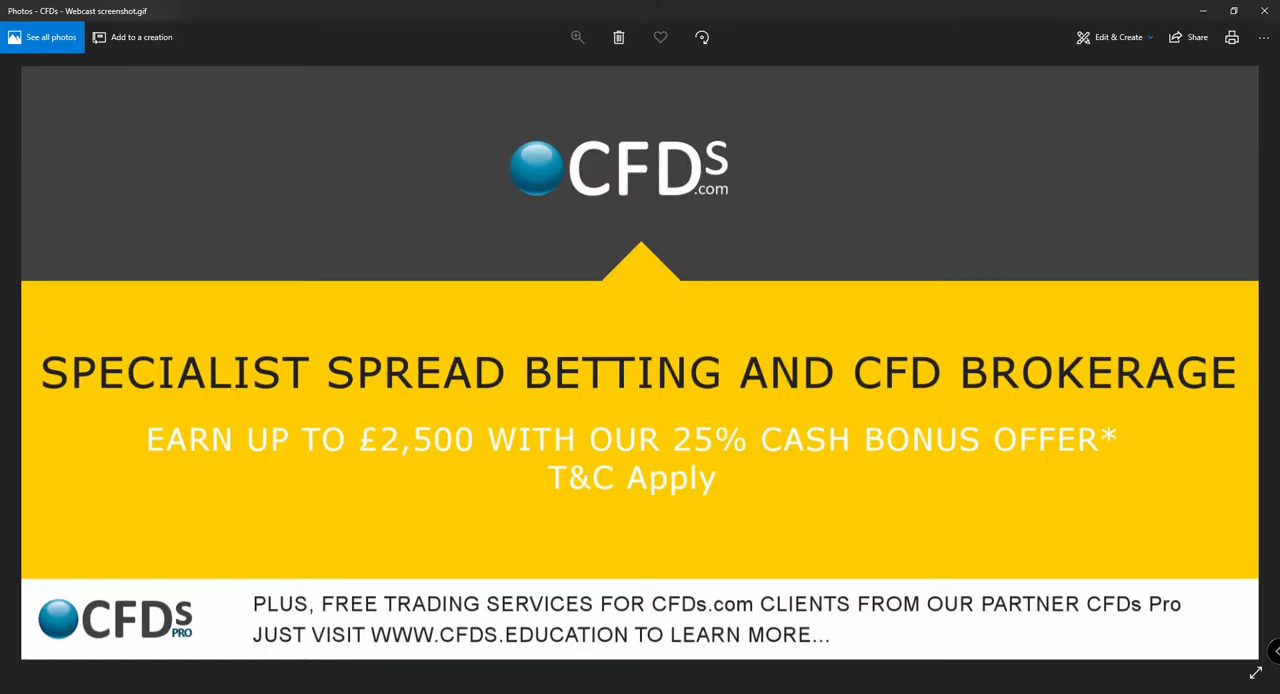 Photos - CFDs - Webcast screenshot.gif
See all photos
Add to a creation
Edit & Create
Share
CFDs
.com
SPECIALIST SPREAD BETTING AND CFD BROKERAGE
EARN UP TO £2,500 WITH OUR 25% CASH BONUS OFFER*
T&C Apply
CFDs
PRO
PLUS, FREE TRADING SERVICES FOR CFDs.com CLIENTS FROM OUR PARTNER CFDs Pro
JUST VISIT WWW.CFDS.EDUCATION TO LEARN MORE...